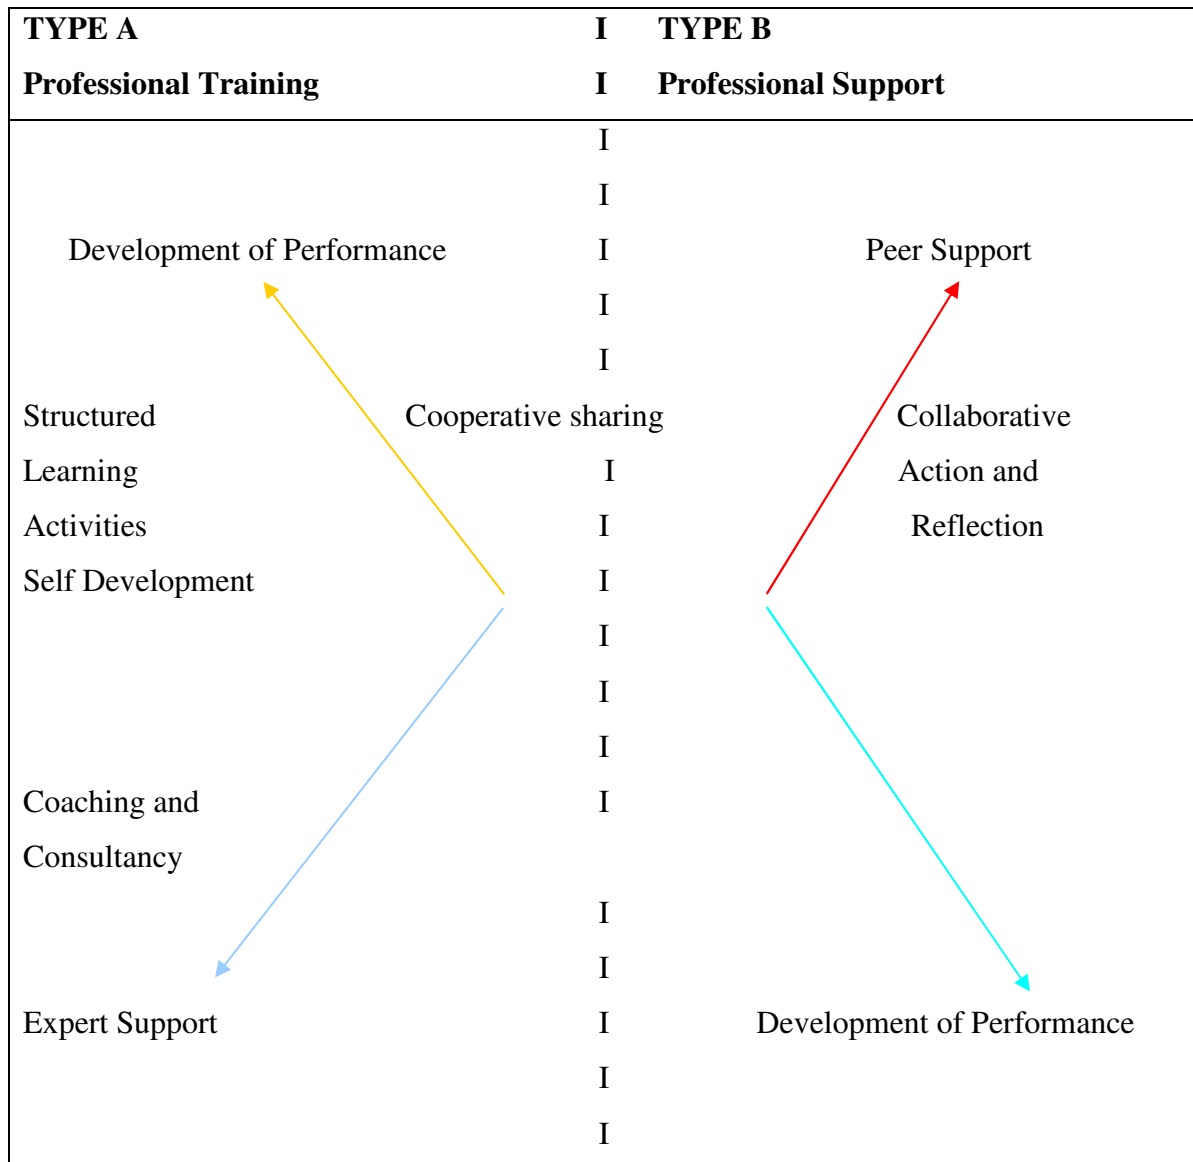 TYPE A I TYPE B
Professional Training I Professional Support
I
I
Development of Performance I Peer Support
I
I
Structured Cooperative sharing Collaborative
Learning I Action and
Activities I Reflection
Self Development I
I
I
I
Coaching and I
Consultancy
I
I
Expert Support I Development of Performance
I
I